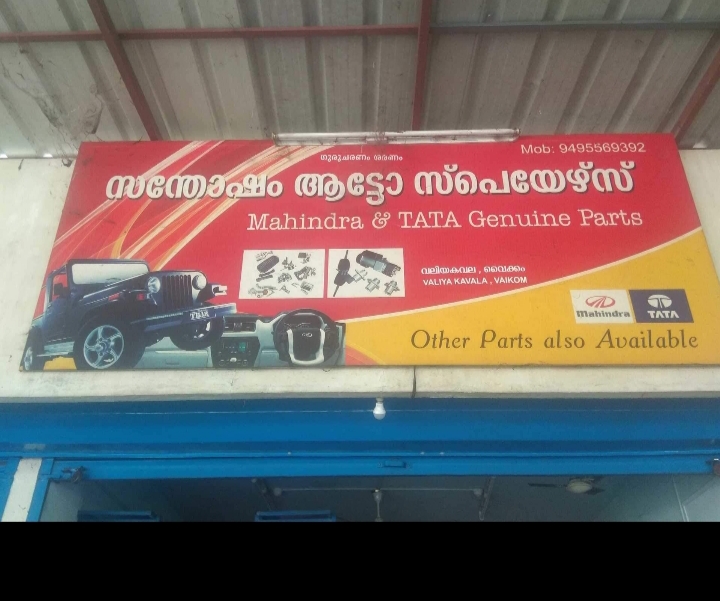 ഗുരുചരണം ശരണം
Mob: 9495569392
സന്തോഷം ആട്ടോ സ്പെയേഴ്സ്
Mahindra & TATA Genuine Parts
വലിയകവല , വൈക്കം
VALIYA KAVALA , VAIKOM
Mahindra
TATA
Other Parts also Available